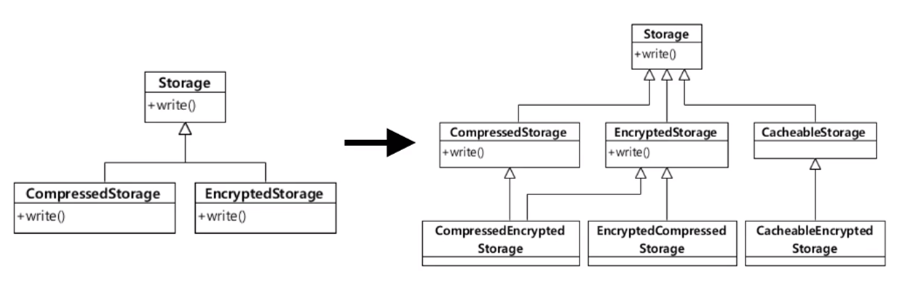 Storage
+write()
CompressedStorage
+write()
EncryptedStorage
+write()
Storage
+write()
CompressedStorage
+write()
EncryptedStorage
+write()
CacheableStorage
CompressedEncrypted
Storage
EncryptedCompressed
Storage
CacheableEncrypted
Storage